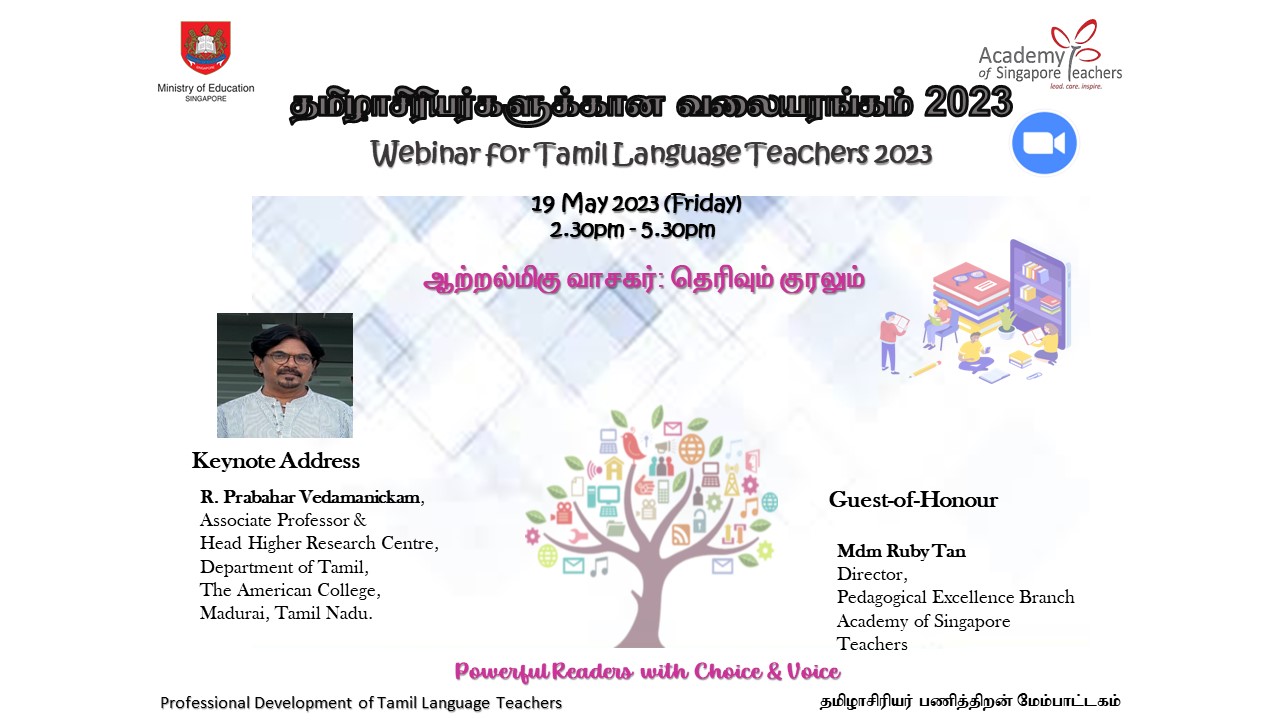 Ministry of Education
SINGAPORE
Academy
of Singapore Teachers
lead. care. inspire.
தமிழாசிரியர்களுக்கான வலையரங்கம் 2023
Webinar for Tamil Language Teachers 2023
19 May 2023 (Friday)
2.30pm - 5.30pm
ஆற்றல்மிகு வாசகர்: தெரிவும் குரலும்
Keynote Address
R. Prabahar Vedamanickam,
Associate Professor &
Head Higher Research Centre,
Department of Tamil,
The American College,
Madurai, Tamil Nadu.
Guest-of-Honour
Mdm Ruby Tan
Director,
Pedagogical Excellence Branch
Academy of Singapore
Teachers
Powerful Readers with Choice & Voice
Professional Development of Tamil Language Teachers
தமிழாசிரியர் பணித்திறன் மேம்பாட்டகம்